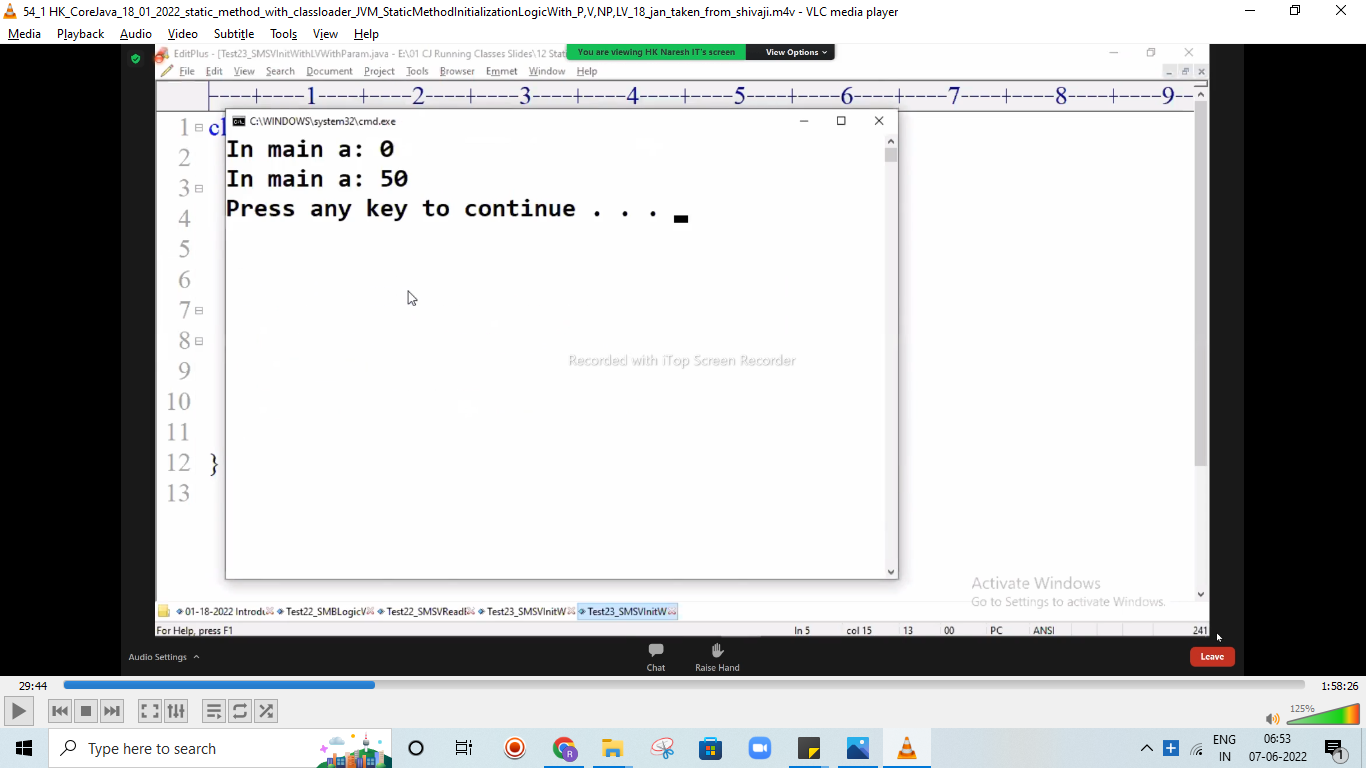 54_1 HK_CoreJava_18_01_2022_static_method_with_classloader_JVM_StaticMethodInitializationLogicWith_P,V,NP,LV_18_jan_taken_from_shivaji.m4v - VLC media player
Media Playback Audio Video Subtitle Tools View Help
EditPlus - [Test23_SMSVInitWithLVWithParam.java - E:\01 CJ Running Classes Slides\12 Stati
You are viewing HK Naresh IT's screen
View Options
File Edit View Search Document Project Tools Browser Emmet Window Help
----+----1----+----2----+----3----+----4----+----5----+----6----+----7----+----8----+----9--
C:\WINDOWS\system32\cmd.exe
1 cl
In main a: 0
2
In main a: 50
3
Press any key to continue . . .
4
5
6
7
8
Recorded with iTop Screen Recorder
9
10
11
12 }
13
Activate Windows
Go to Settings to activate Windows.
01-18-2022 Introdu Test22_SMBLogicV Test22_SMSVReadI Test23_SMSVInitW Test23_SMSVInitW
For Help, press F1 ln 5 col 15 13 00 PC ANSI 241
Audio Settings Chat Raise Hand Leave
29:44 1:58:26
125%
Type here to search
R
ENG 06:53
IN 07-06-2022
1